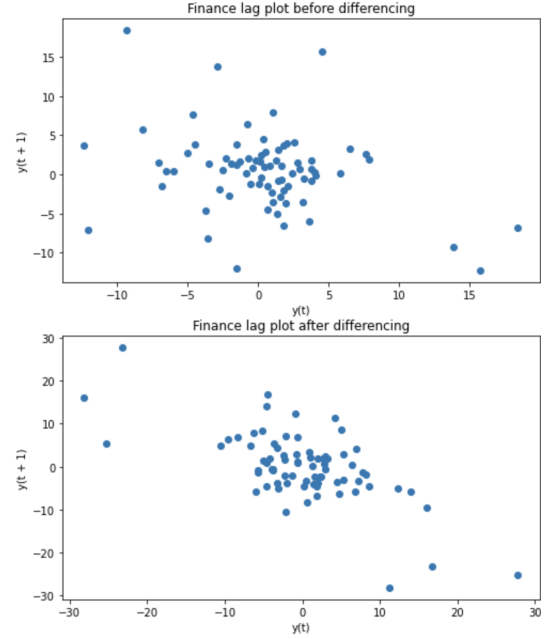 Finance lag plot before differencing
15
10
5
0
−5
−10
y(t + 1)
−10 −5 0 5 10 15
y(t)
Finance lag plot after differencing
30
20
10
0
−10
−20
−30
y(t + 1)
−30 −20 −10 0 10 20 30
y(t)